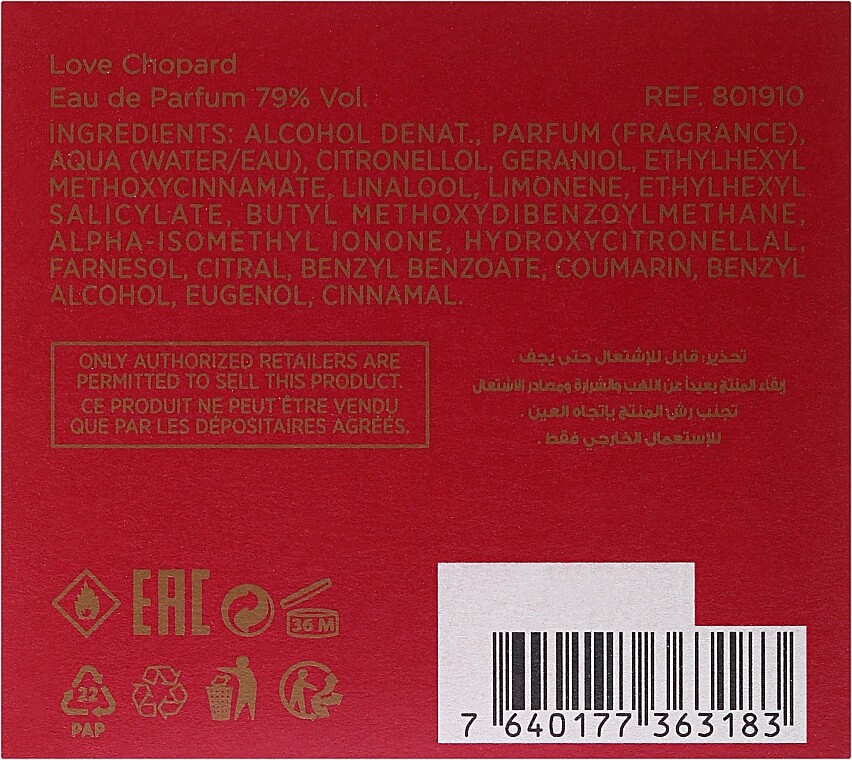 Love Chopard
Eau de Parfum 79% Vol.
REF. 801910
INGREDIENTS: ALCOHOL DENAT., PARFUM (FRAGRANCE),
AQUA (WATER/EAU), CITRONELLOL, GERANIOL, ETHYLHEXYL
METHOXYCINNAMATE, LINALOOL, LIMONENE, ETHYLHEXYL
SALICYLATE, BUTYL METHOXYDIBENZOYLMETHANE,
ALPHA-ISOMETHYL IONONE, HYDROXYCITRONELLAL,
FARNESOL, CITRAL, BENZYL BENZOATE, COUMARIN, BENZYL
ALCOHOL, EUGENOL, CINNAMAL.
ONLY AUTHORIZED RETAILERS ARE
PERMITTED TO SELL THIS PRODUCT.
CE PRODUIT NE PEUT ÊTRE VENDU
QUE PAR LES DÉPOSITAIRES AGRÉÉS.
تحذير: قابل للإشتعال حتى يجف .
إبقاء المنتج بعيداً عن اللهب والشرارة ومصادر الاشتعال
تجنب رش المنتج بإتجاه العين .
للإستعمال الخارجي فقط .
EAC
36 M
22
PAP
7 640177 363183